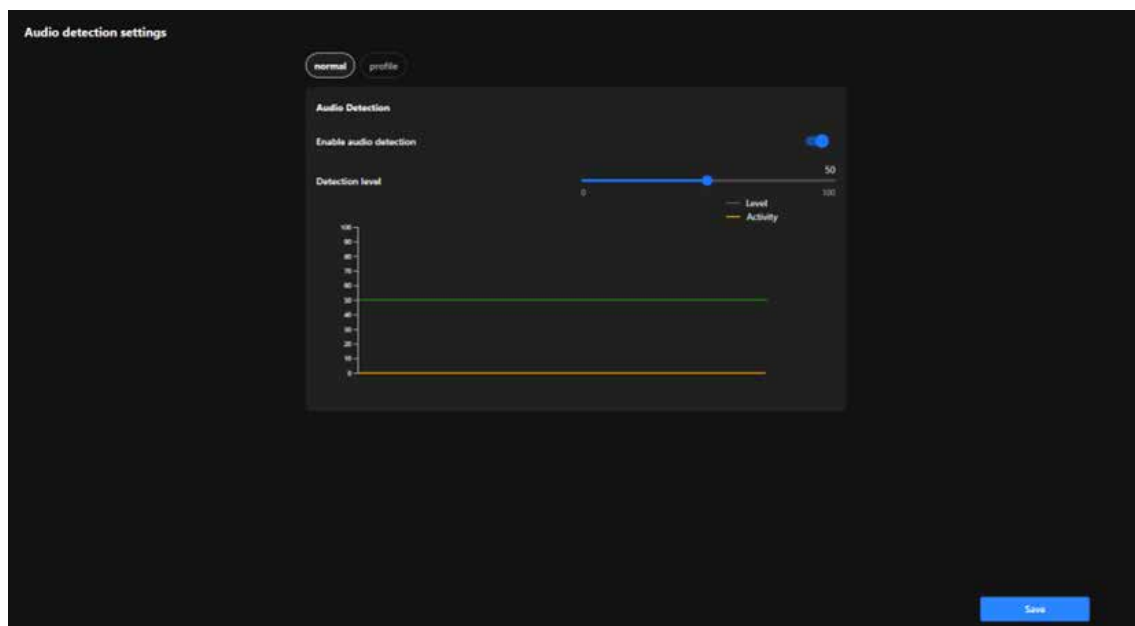 Audio detection settings
normal profile
Audio Detection
Enable audio detection
Detection level
50
0 100
Level
Activity
100
90
80
70
60
50
40
30
20
10
0
Save